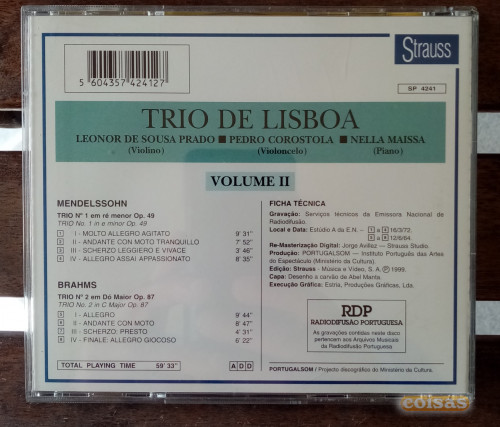 Strauss
5 604357 424127
SP 4241
TRIO DE LISBOA
LEONOR DE SOUSA PRADO ■ PEDRO COROSTOLA ■ NELLA MAISSA
(Violino) (Violoncelo) (Piano)
VOLUME II
MENDELSSOHN
TRIO Nº 1 em ré menor Op. 49
TRIO No. 1 in e minor Op. 49
1 I - MOLTO ALLEGRO AGITATO 9' 31"
2 II - ANDANTE CON MOTO TRANQUILLO 7' 52"
3 III - SCHERZO LEGGIERO E VIVACE 3' 46"
4 IV - ALLEGRO ASSAI APPASSIONATO 8' 35"
BRAHMS
TRIO Nº 2 em Dó Maior Op. 87
TRIO No. 2 in C Major Op. 87
5 I - ALLEGRO 9' 44"
6 II - ANDANTE CON MOTO 8' 47"
7 III - SCHERZO. PRESTO 4' 31"
8 IV - FINALE: ALLEGRO GIOCOSO 6' 22"
TOTAL PLAYING TIME 59' 33" A D D
FICHA TÉCNICA
Gravação: Serviços técnicos da Emissora Nacional de
Radiodifusão.
Local e Data: Estúdio A da E.N. - 1 a 4 16/3/72.
5 a 8 12/6/64.
Re-Masterização Digital: Jorge Avillez — Strauss Studio.
Produção: PORTUGALSOM — Instituto Português das Artes
do Espectáculo (Ministério da Cultura).
Edição: Strauss - Música e Vídeo, S. A. ℗ 1999.
Capa: Desenho a carvão de Abel Manta.
Execução Gráfica: Estria, Produções Gráficas, Lda.
RDP
RADIODIFUSÃO PORTUGUESA
As gravações contidas neste disco
pertencem aos Arquivos Musicais
da Radiodifusão Portuguesa
PORTUGALSOM / Projecto discográfico do Ministério da Cultura.
coisas